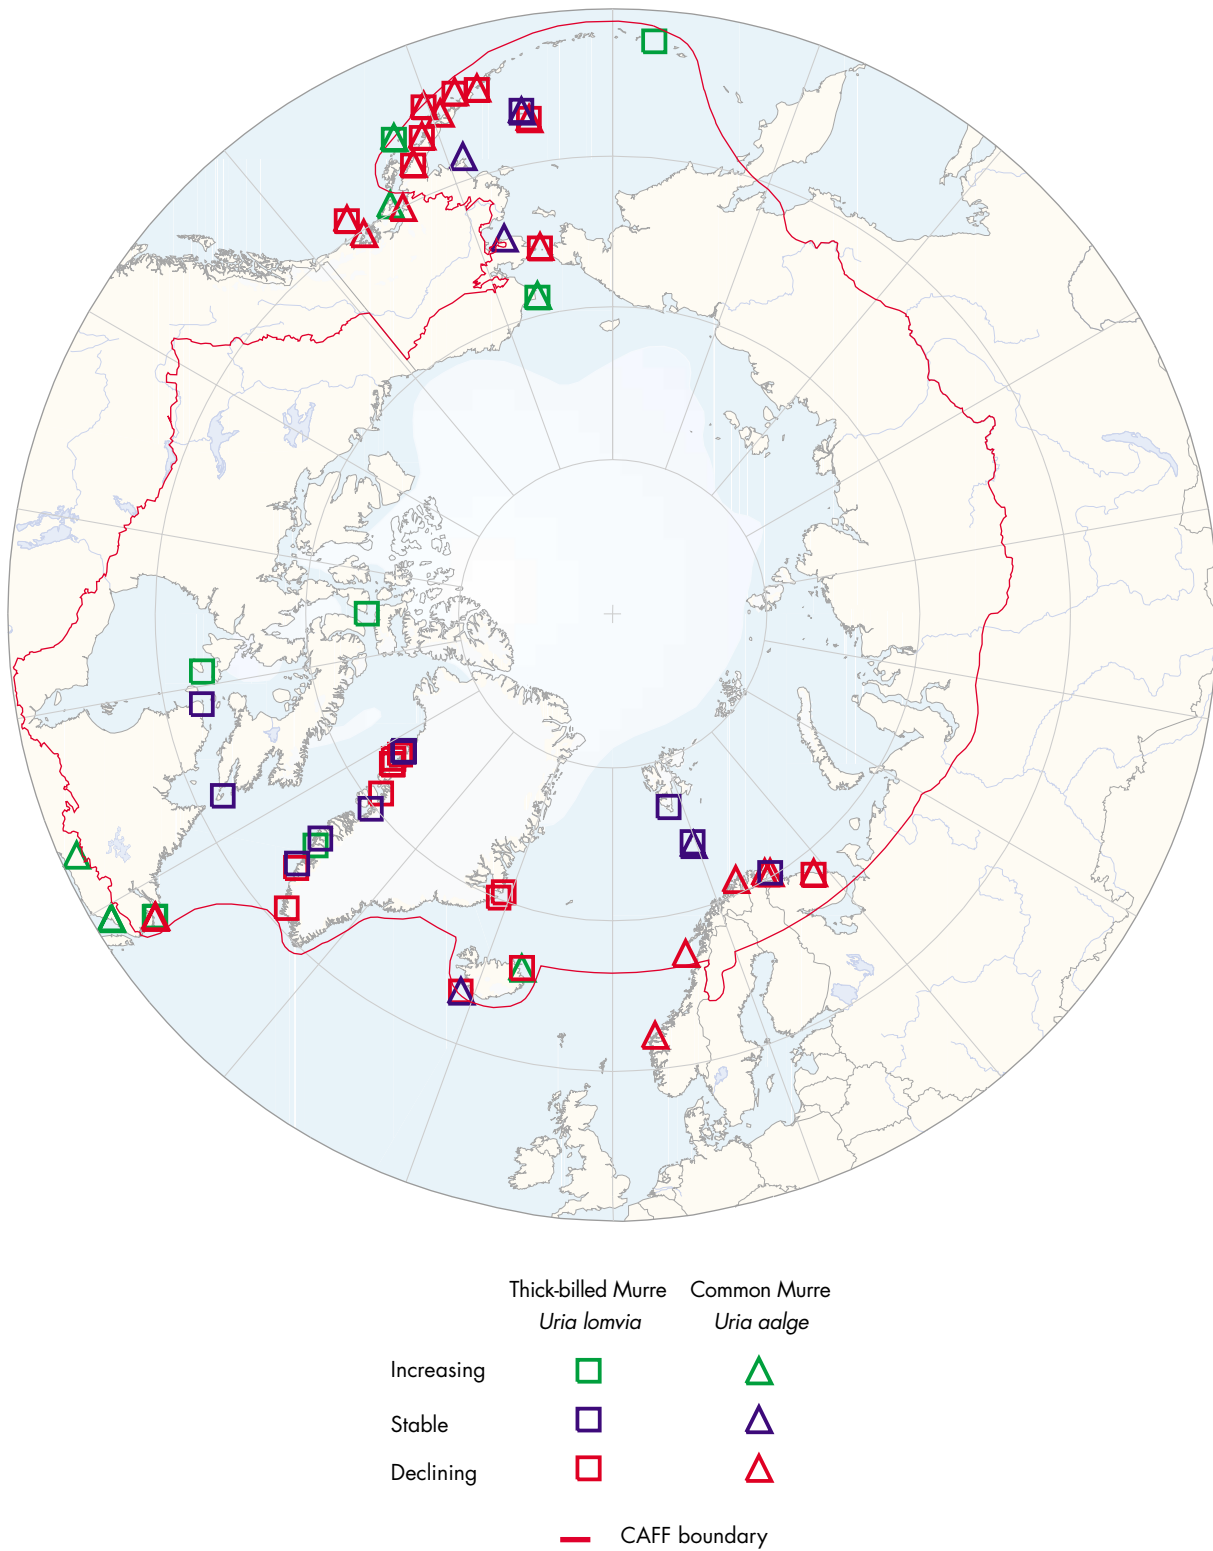 Thick-billed Murre Common Murre
Uria lomvia Uria aalge
Increasing
Stable
Declining
CAFF boundary